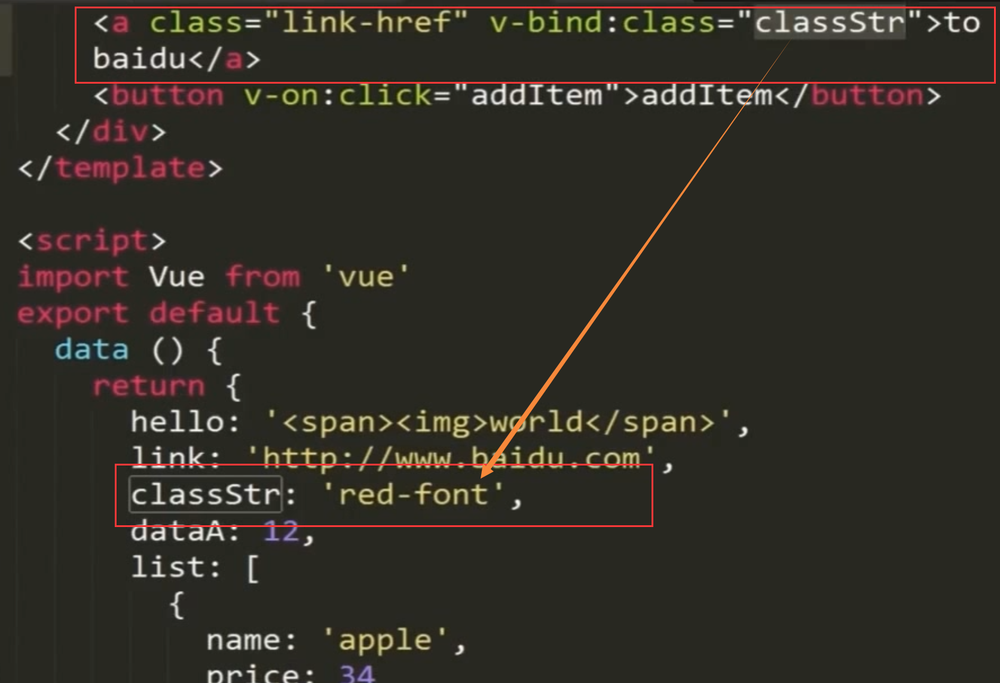 <a class="link-href" v-bind:class="classStr">to
baidu</a>
<button v-on:click="addItem">addItem</button>
</div>
</template>
<script>
import Vue from 'vue'
export default {
data () {
return {
hello: '<span><img>world</span>',
link: 'http://www.baidu.com',
classStr: 'red-font',
dataA: 12,
list: [
{
name: 'apple',
price: 34